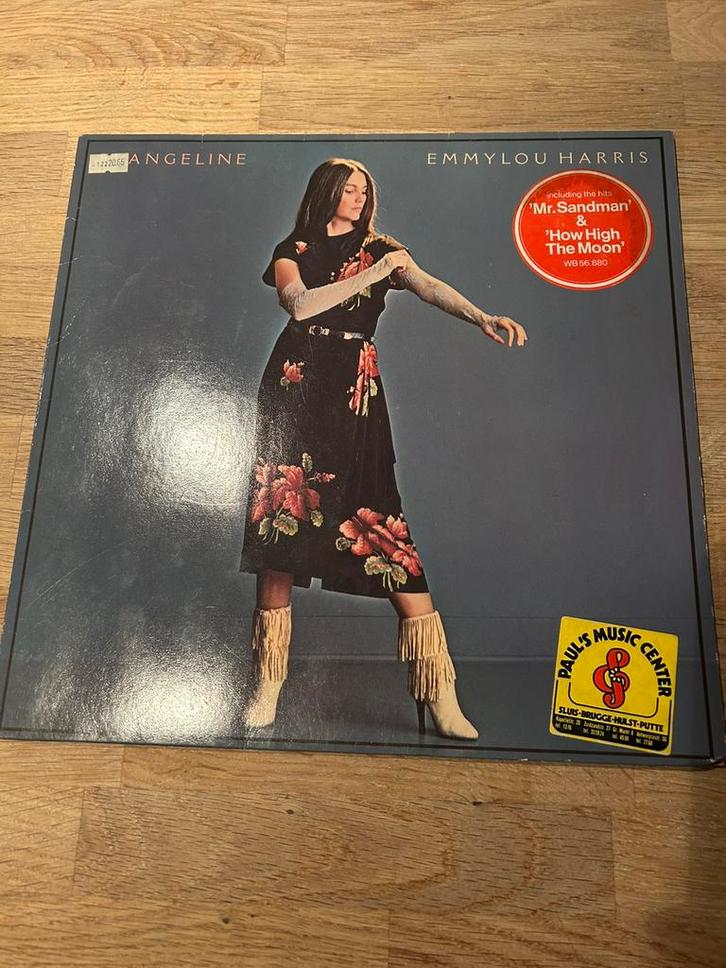 ANGELINE
EMMYLOU HARRIS
including the hits
'Mr. Sandman'
&
'How High
The Moon'
WB 56.880
PAUL'S MUSIC CENTER
SLUIS-BRUGGE-HULST-PUTTE